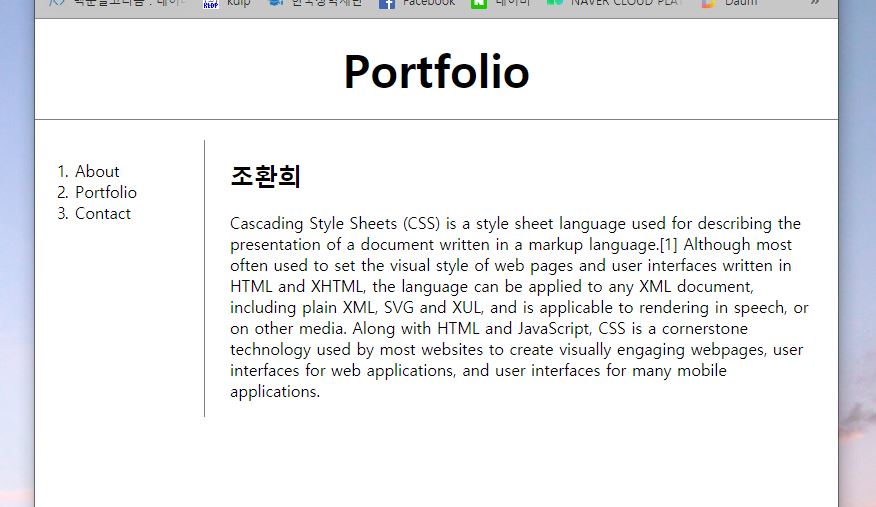 kulp
Facebook
네이버
NAVER CLOUD PLAT
Daum
»
Portfolio
1. About
2. Portfolio
3. Contact
조환희
Cascading Style Sheets (CSS) is a style sheet language used for describing the
presentation of a document written in a markup language.[1] Although most
often used to set the visual style of web pages and user interfaces written in
HTML and XHTML, the language can be applied to any XML document,
including plain XML, SVG and XUL, and is applicable to rendering in speech, or
on other media. Along with HTML and JavaScript, CSS is a cornerstone
technology used by most websites to create visually engaging webpages, user
interfaces for web applications, and user interfaces for many mobile
applications.